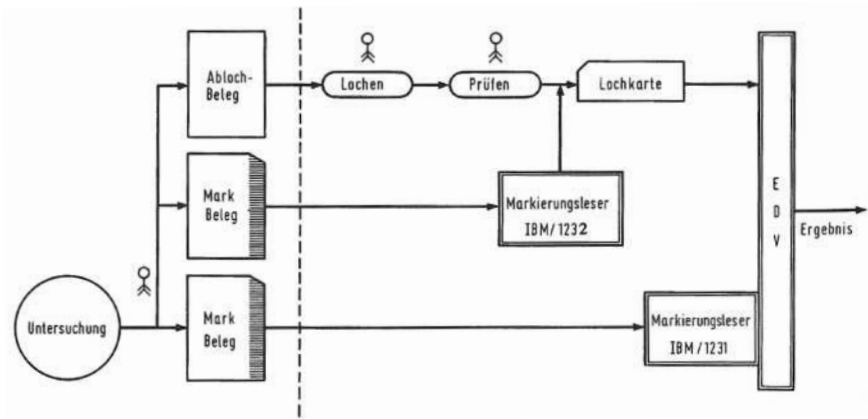 Abloch-
Beleg
Lochen
Prüfen
Lochkarte
Mark
Beleg
Markierungsleser
IBM/1232
E
D
V
Ergebnis
Untersuchung
Mark
Beleg
Markierungsleser
IBM/1231